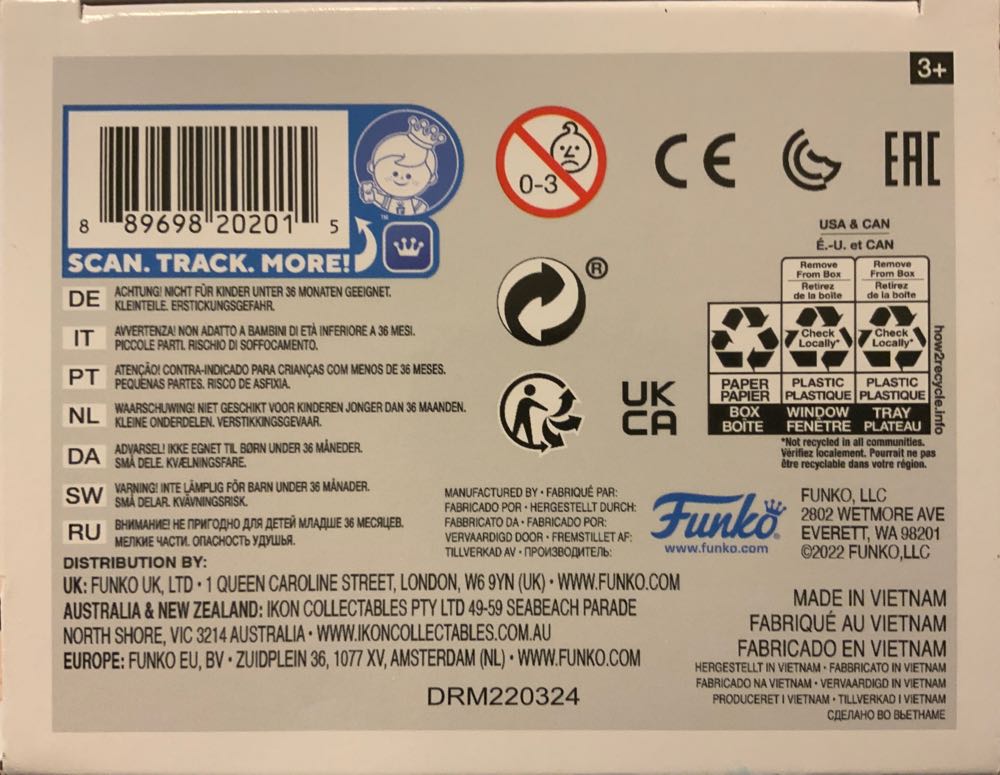 3+
8 89698 20201 5
™
SCAN. TRACK. MORE!
0-3
CE
EAC
®
UK
CA
USA & CAN
É.-U. et CAN
Remove
From Box
Retirez
de la boîte
Remove
From Box
Retirez
de la boîte
Check
Locally*
Check
Locally*
PAPER
PAPIER
PLASTIC
PLASTIQUE
PLASTIC
PLASTIQUE
BOX
BOÎTE
WINDOW
FENÊTRE
TRAY
PLATEAU
how2recycle.info
*Not recycled in all communities.
Vérifiez localement. Pourrait ne pas
être recyclable dans votre région.
DE ACHTUNG! NICHT FÜR KINDER UNTER 36 MONATEN GEEIGNET.
KLEINTEILE. ERSTICKUNGSGEFAHR.
IT AVVERTENZA! NON ADATTO A BAMBINI DI ETÀ INFERIORE A 36 MESI.
PICCOLE PARTI. RISCHIO DI SOFFOCAMENTO.
PT ATENÇÃO! CONTRA-INDICADO PARA CRIANÇAS COM MENOS DE 36 MESES.
PEQUENAS PARTES. RISCO DE ASFIXIA.
NL WAARSCHUWING! NIET GESCHIKT VOOR KINDEREN JONGER DAN 36 MAANDEN.
KLEINE ONDERDELEN. VERSTIKKINGSGEVAAR.
DA ADVARSEL! IKKE EGNET TIL BØRN UNDER 36 MÅNEDER.
SMÅ DELE. KVÆLNINGSFARE.
SW VARNING! INTE LÄMPLIG FÖR BARN UNDER 36 MÅNADER.
SMÅ DELAR. KVÄVNINGSRISK.
RU ВНИМАНИЕ! НЕ ПРИГОДНО ДЛЯ ДЕТЕЙ МЛАДШЕ 36 МЕСЯЦЕВ.
МЕЛКИЕ ЧАСТИ. ОПАСНОСТЬ УДУШЬЯ.
MANUFACTURED BY • FABRIQUÉ PAR:
FABRICADO POR • HERGESTELLT DURCH:
FABBRICATO DA • FABRICADO POR:
VERVAARDIGD DOOR • FREMSTILLET AF:
TILLVERKAD AV • ПРОИЗВОДИТЕЛЬ:
Funko
www.funko.com
FUNKO, LLC
2802 WETMORE AVE
EVERETT, WA 98201
©2022 FUNKO,LLC
DISTRIBUTION BY:
UK: FUNKO UK, LTD • 1 QUEEN CAROLINE STREET, LONDON, W6 9YN (UK) • WWW.FUNKO.COM
AUSTRALIA & NEW ZEALAND: IKON COLLECTABLES PTY LTD 49-59 SEABEACH PARADE
NORTH SHORE, VIC 3214 AUSTRALIA • WWW.IKONCOLLECTABLES.COM.AU
EUROPE: FUNKO EU, BV • ZUIDPLEIN 36, 1077 XV, AMSTERDAM (NL) • WWW.FUNKO.COM
DRM220324
MADE IN VIETNAM
FABRIQUÉ AU VIETNAM
FABRICADO EN VIETNAM
HERGESTELLT IN VIETNAM • FABBRICATO IN VIETNAM
FABRICADO NA VIETNAM • VERVAARDIGD IN VIETNAM
PRODUCERET I VIETNAM • TILLVERKAD I VIETNAM
СДЕЛАНО ВО ВЬЕТНАМЕ